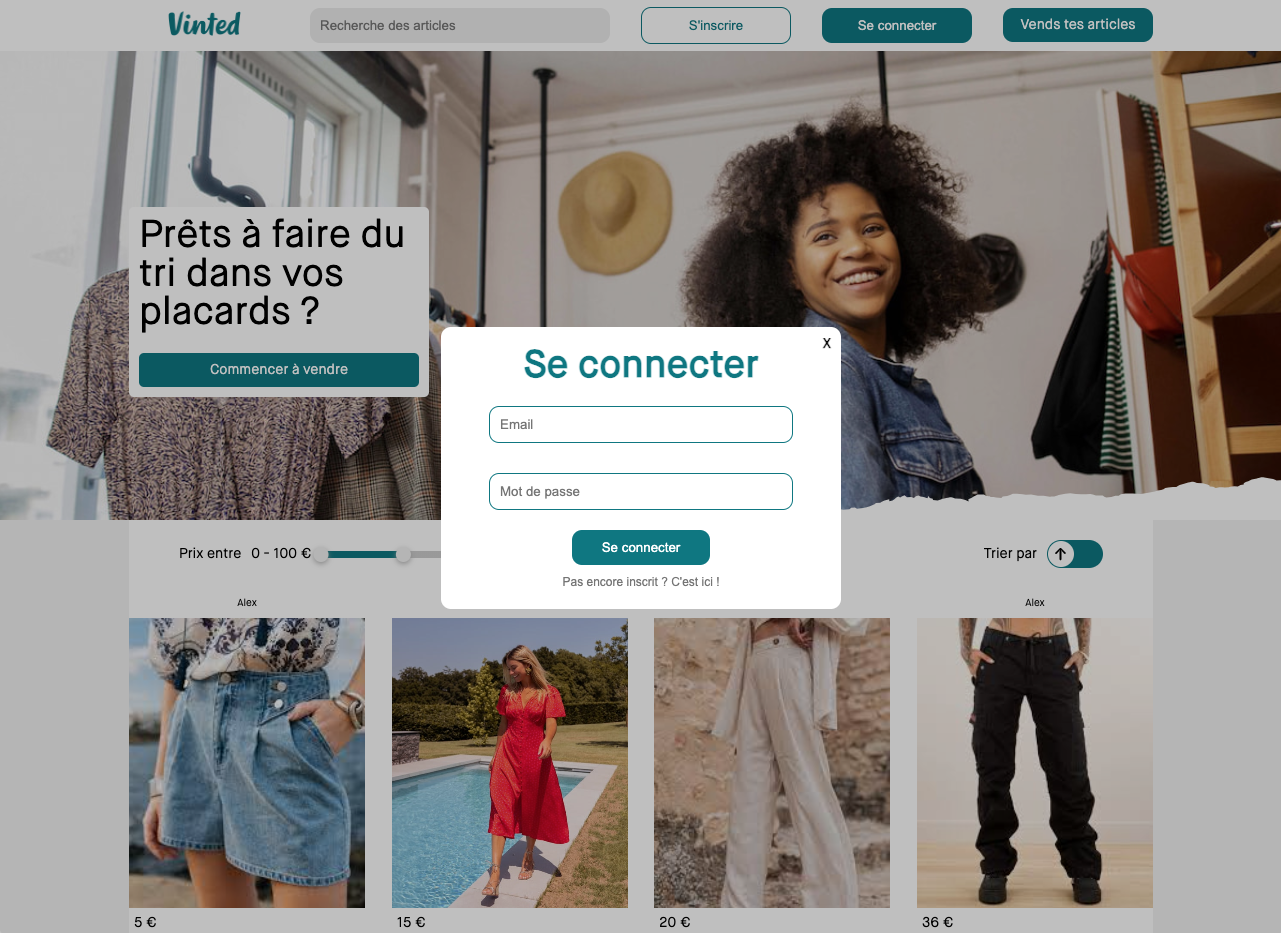 Vinted
Recherche des articles
S'inscrire
Se connecter
Vends tes articles
Prêts à faire du
tri dans vos
placards ?
Commencer à vendre
X
Se connecter
Email
Mot de passe
Se connecter
Pas encore inscrit ? C'est ici !
Prix entre 0 - 100 €
Trier par
Alex
Alex
5 €
15 €
20 €
36 €